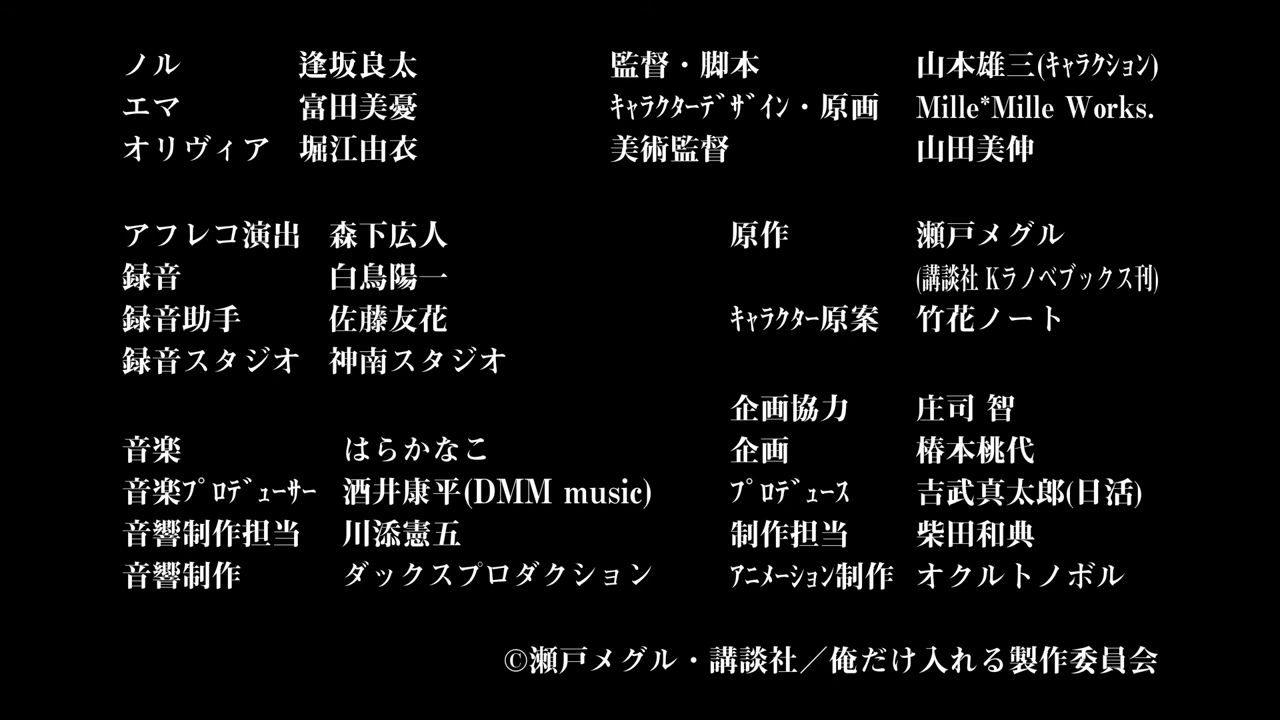 ノル 逢坂良太
エマ 富田美憂
オリヴィア 堀江由衣
アフレコ演出 森下広人
録音 白鳥陽一
録音助手 佐藤友花
録音スタジオ 神南スタジオ
音楽 はらかなこ
音楽ﾌﾟﾛﾃﾞｭｰｻｰ 酒井康平(DMM music)
音響制作担当 川添憲五
音響制作 ダックスプロダクション
監督・脚本 山本雄三(ｷｬﾗｸｼｮﾝ)
ｷｬﾗｸﾀｰﾃﾞｻﾞｲﾝ・原画 Mille*Mille Works.
美術監督 山田美伸
原作 瀬戸メグル
(講談社 Kラノベブックス刊)
ｷｬﾗｸﾀｰ原案 竹花ノート
企画協力 庄司 智
企画 椿本桃代
ﾌﾟﾛﾃﾞｭｰｽ 吉武真太郎(日活)
制作担当 柴田和典
ｱﾆﾒｰｼｮﾝ制作 オクルトノボル
©瀬戸メグル・講談社／俺だけ入れる製作委員会